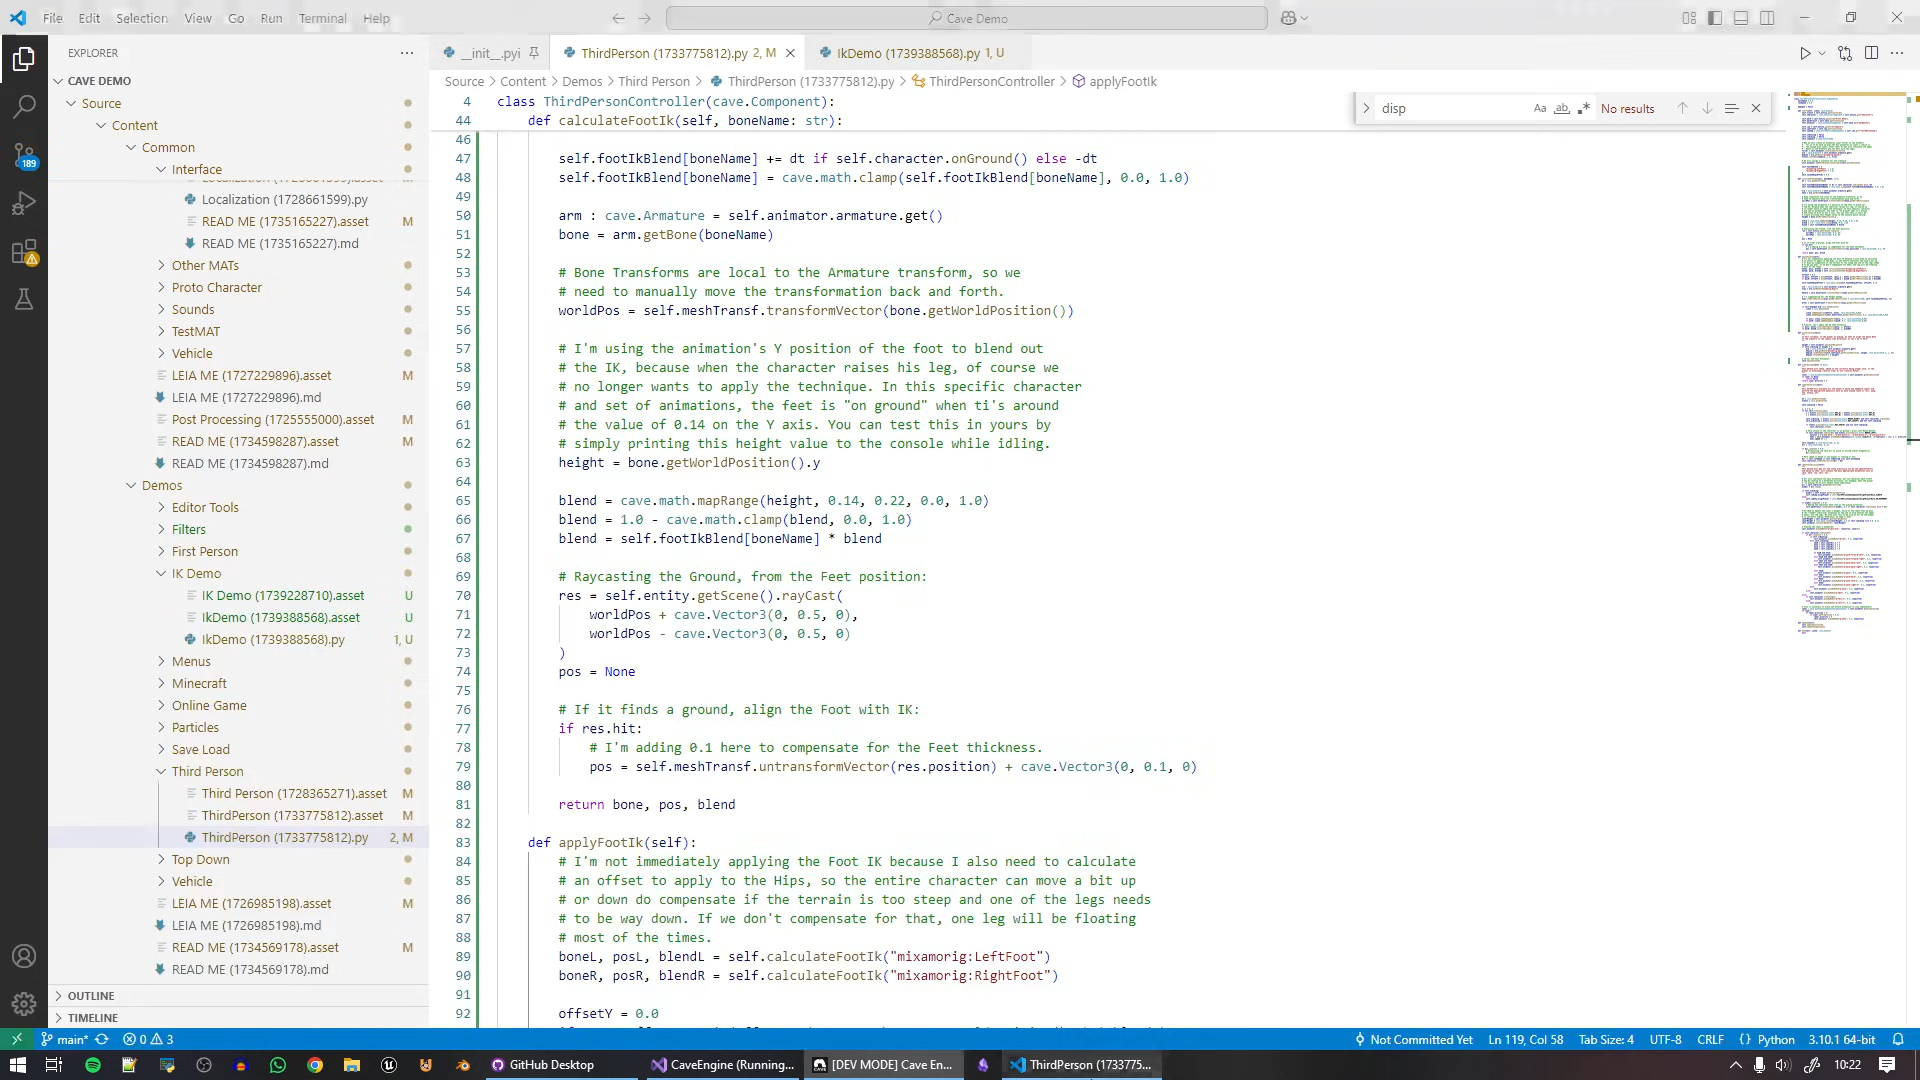 File Edit Selection View Go Run Terminal Help
Cave Demo
EXPLORER
CAVE DEMO
Source
Content
Common
Interface
Localization (1728661599).asset
Localization (1728661599).py
READ ME (1735165227).asset M
READ ME (1735165227).md
Other MATs
Proto Character
Sounds
TestMAT
Vehicle
LEIA ME (1727229896).asset M
LEIA ME (1727229896).md
Post Processing (1725555000).asset M
READ ME (1734598287).asset M
READ ME (1734598287).md
Demos
Editor Tools
Filters
First Person
IK Demo
IK Demo (1739228710).asset U
IkDemo (1739388568).asset U
IkDemo (1739388568).py 1, U
Menus
Minecraft
Online Game
Particles
Save Load
Third Person
Third Person (1728365271).asset M
ThirdPerson (1733775812).asset M
ThirdPerson (1733775812).py 2, M
Top Down
Vehicle
LEIA ME (1726985198).asset M
LEIA ME (1726985198).md
READ ME (1734569178).asset M
READ ME (1734569178).md
OUTLINE
TIMELINE
189
__init__.pyi
ThirdPerson (1733775812).py 2, M
IkDemo (1739388568).py 1, U
Source > Content > Demos > Third Person > ThirdPerson (1733775812).py > ThirdPersonController > applyFootIk
disp
Aa ab No results
4 class ThirdPersonController(cave.Component):
44 def calculateFootIk(self, boneName: str):
46
47 self.footIkBlend[boneName] += dt if self.character.onGround() else -dt
48 self.footIkBlend[boneName] = cave.math.clamp(self.footIkBlend[boneName], 0.0, 1.0)
49
50 arm : cave.Armature = self.animator.armature.get()
51 bone = arm.getBone(boneName)
52
53 # Bone Transforms are local to the Armature transform, so we
54 # need to manually move the transformation back and forth.
55 worldPos = self.meshTransf.transformVector(bone.getWorldPosition())
56
57 # I'm using the animation's Y position of the foot to blend out
58 # the IK, because when the character raises his leg, of course we
59 # no longer wants to apply the technique. In this specific character
60 # and set of animations, the feet is "on ground" when ti's around
61 # the value of 0.14 on the Y axis. You can test this in yours by
62 # simply printing this height value to the console while idling.
63 height = bone.getWorldPosition().y
64
65 blend = cave.math.mapRange(height, 0.14, 0.22, 0.0, 1.0)
66 blend = 1.0 - cave.math.clamp(blend, 0.0, 1.0)
67 blend = self.footIkBlend[boneName] * blend
68
69 # Raycasting the Ground, from the Feet position:
70 res = self.entity.getScene().rayCast(
71 worldPos + cave.Vector3(0, 0.5, 0),
72 worldPos - cave.Vector3(0, 0.5, 0)
73 )
74 pos = None
75
76 # If it finds a ground, align the Foot with IK:
77 if res.hit:
78 # I'm adding 0.1 here to compensate for the Feet thickness.
79 pos = self.meshTransf.untransformVector(res.position) + cave.Vector3(0, 0.1, 0)
80
81 return bone, pos, blend
82
83 def applyFootIk(self):
84 # I'm not immediately applying the Foot IK because I also need to calculate
85 # an offset to apply to the Hips, so the entire character can move a bit up
86 # or down do compensate if the terrain is too steep and one of the legs needs
87 # to be way down. If we don't compensate for that, one leg will be floating
88 # most of the times.
89 boneL, posL, blendL = self.calculateFootIk("mixamorig:LeftFoot")
90 boneR, posR, blendR = self.calculateFootIk("mixamorig:RightFoot")
91
92 offsetY = 0.0
main* 0 3
Not Committed Yet Ln 119, Col 58 Tab Size: 4 UTF-8 CRLF Python 3.10.1 64-bit
GitHub Desktop
CaveEngine (Running...
[DEV MODE] Cave En...
ThirdPerson (1733775...
10:22